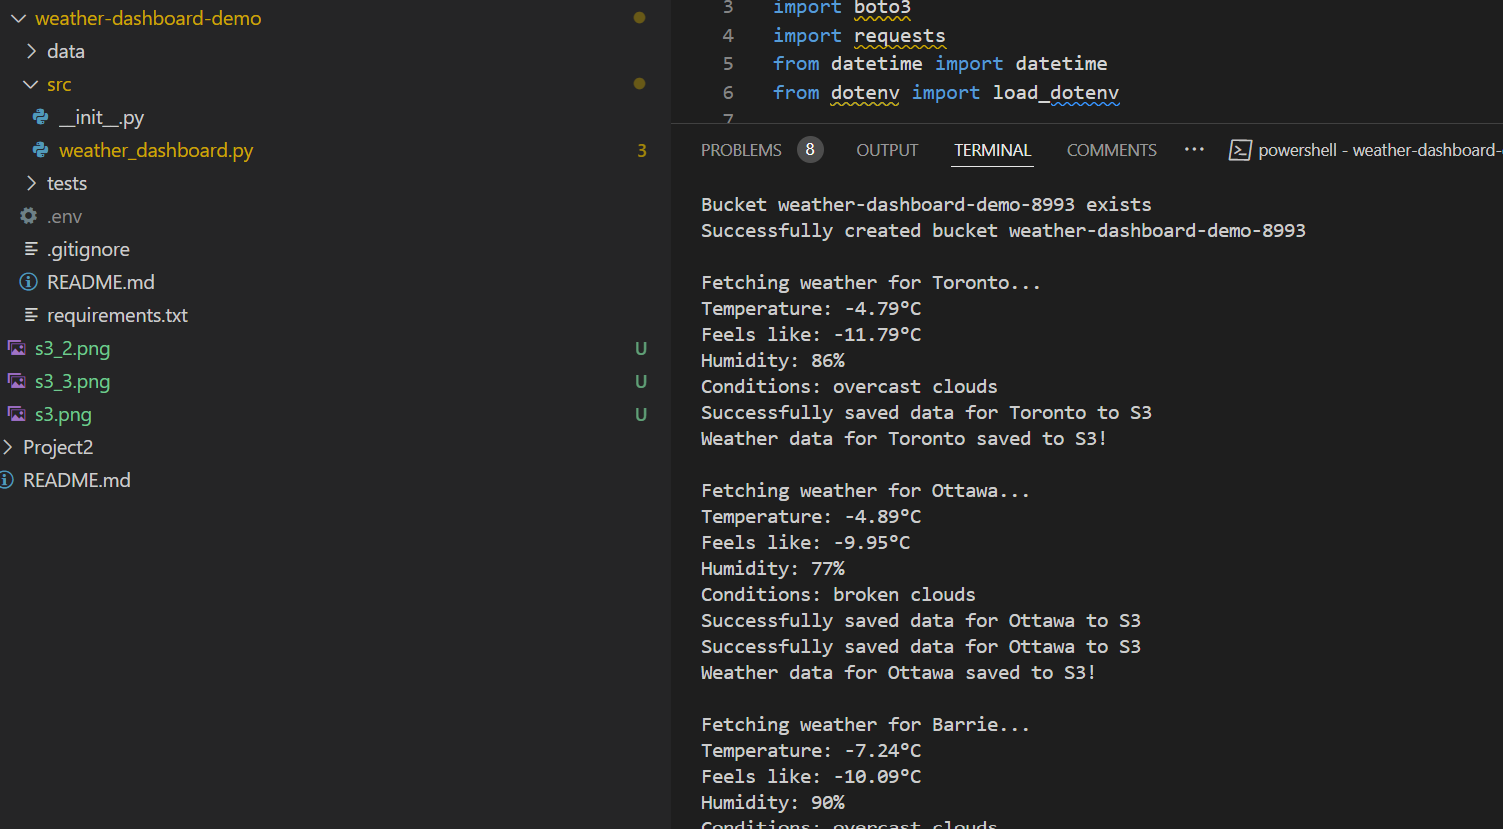 weather-dashboard-demo
data
src
__init__.py
weather_dashboard.py 3
tests
.env
.gitignore
README.md
requirements.txt
s3_2.png U
s3_3.png U
s3.png U
Project2
README.md
3 import boto3
4 import requests
5 from datetime import datetime
6 from dotenv import load_dotenv
7
PROBLEMS 8 OUTPUT TERMINAL COMMENTS ··· powershell - weather-dashboard-
Bucket weather-dashboard-demo-8993 exists
Successfully created bucket weather-dashboard-demo-8993
Fetching weather for Toronto...
Temperature: -4.79°C
Feels like: -11.79°C
Humidity: 86%
Conditions: overcast clouds
Successfully saved data for Toronto to S3
Weather data for Toronto saved to S3!
Fetching weather for Ottawa...
Temperature: -4.89°C
Feels like: -9.95°C
Humidity: 77%
Conditions: broken clouds
Successfully saved data for Ottawa to S3
Successfully saved data for Ottawa to S3
Weather data for Ottawa saved to S3!
Fetching weather for Barrie...
Temperature: -7.24°C
Feels like: -10.09°C
Humidity: 90%
Conditions: overcast clouds